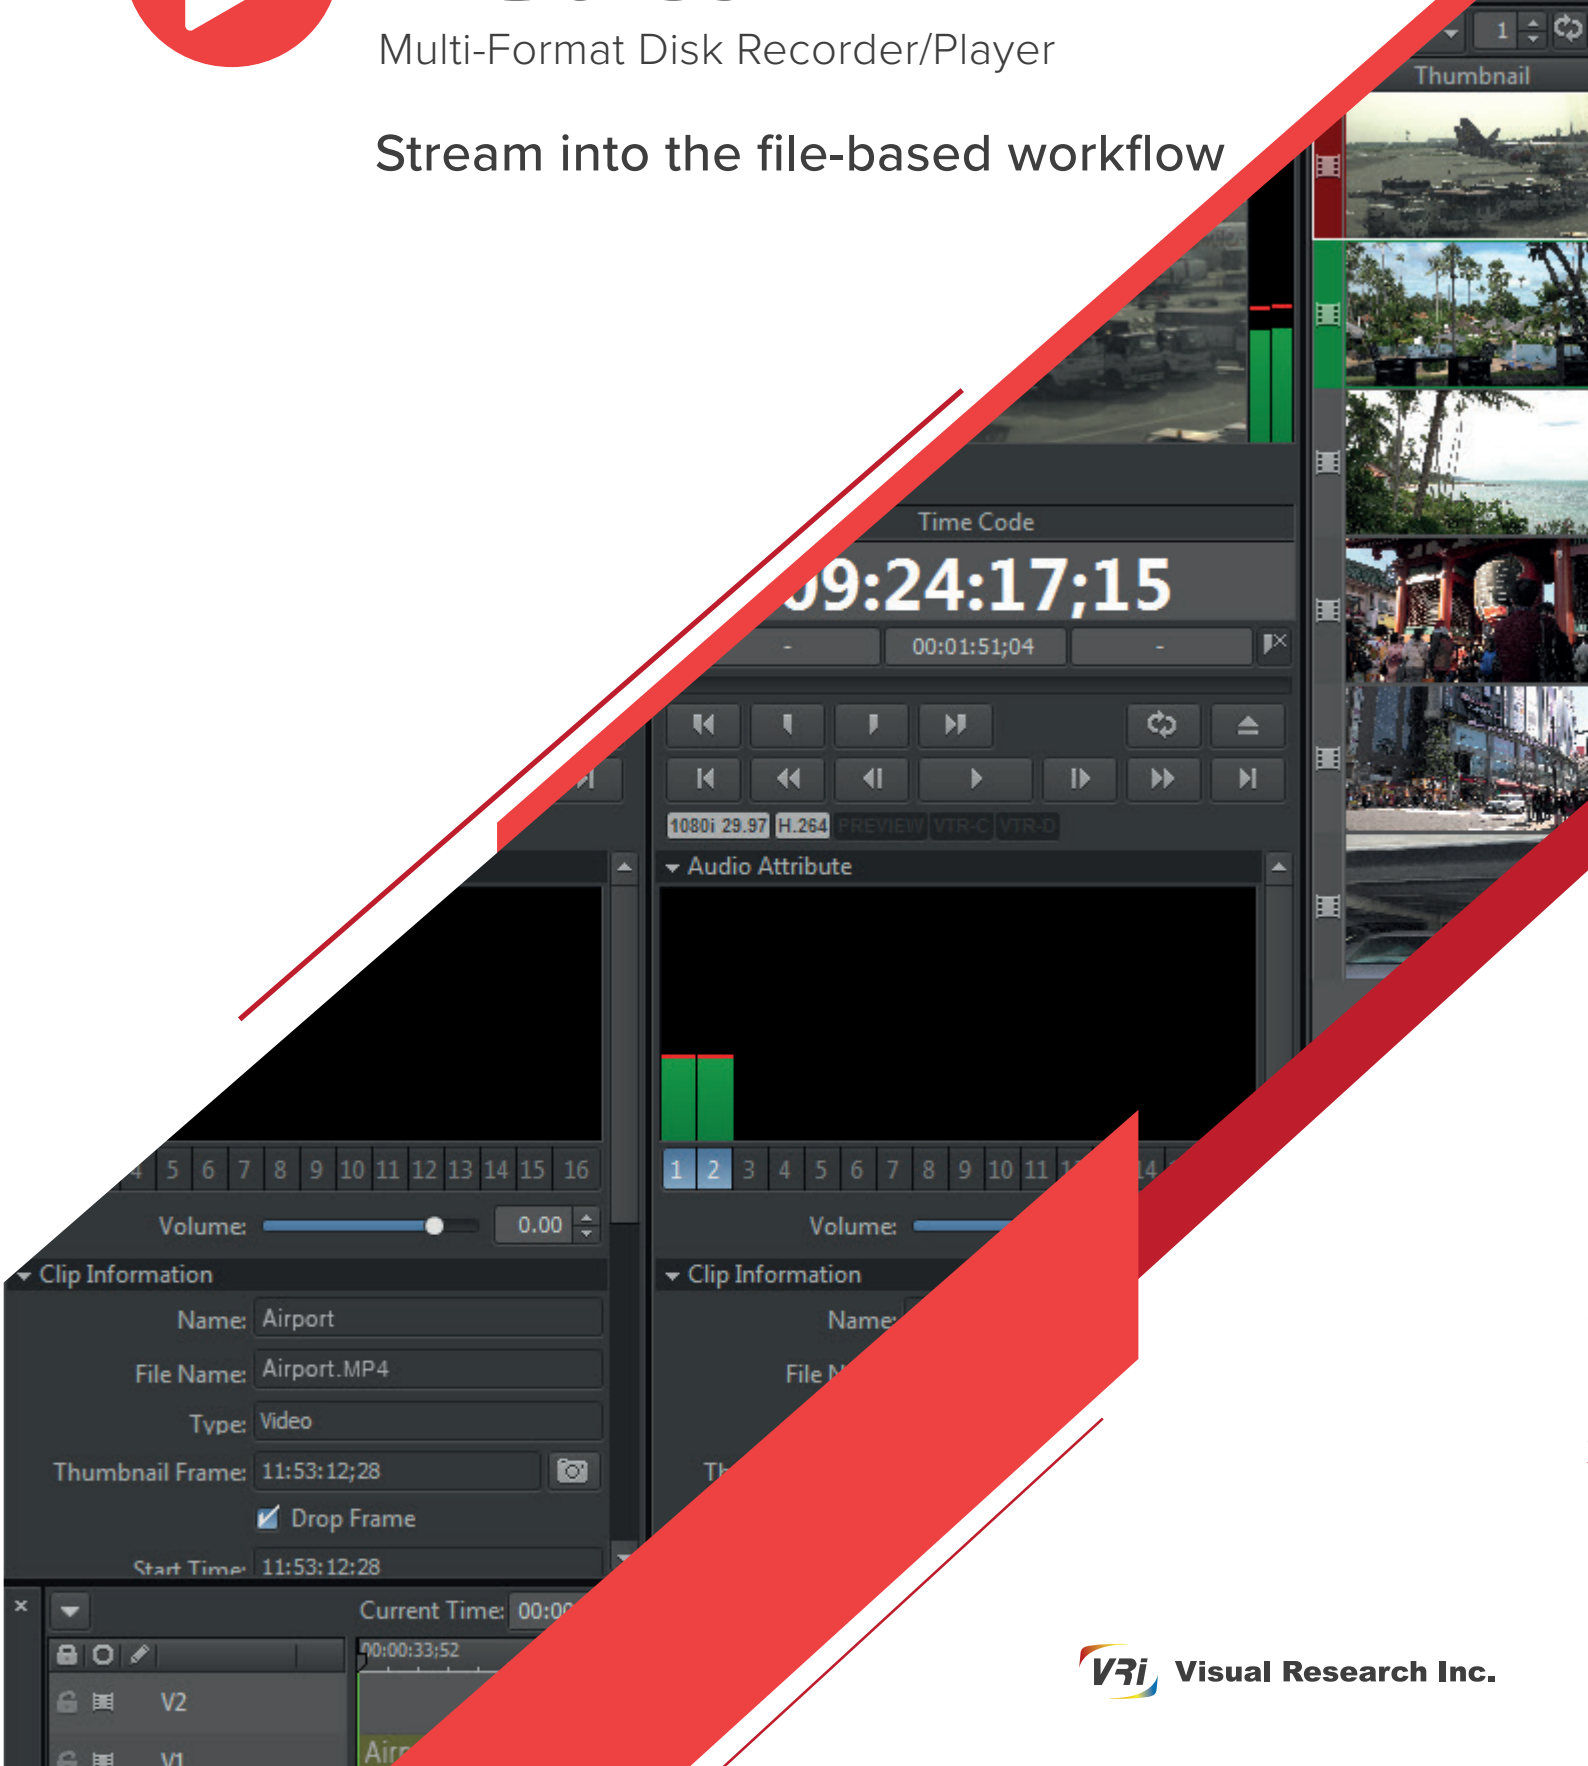 Multi-Format Disk Recorder/Player
Stream into the file-based workflow
1
Thumbnail
Time Code
09:24:17;15
- 00:01:51;04 -
1080i 29.97 H.264 PREVIEW VTR-C VTR-D
Audio Attribute
4 5 6 7 8 9 10 11 12 13 14 15 16
1 2 3 4 5 6 7 8 9 10 11 14
Volume: 0.00
Volume:
Clip Information
Clip Information
Name: Airport
Name:
File Name: Airport.MP4
File
Type: Video
Thumbnail Frame: 11:53:12;28
Drop Frame
Start Time: 11:53:12:28
Current Time: 00:00
00:00:33;52
V2
V1
VRi Visual Research Inc.